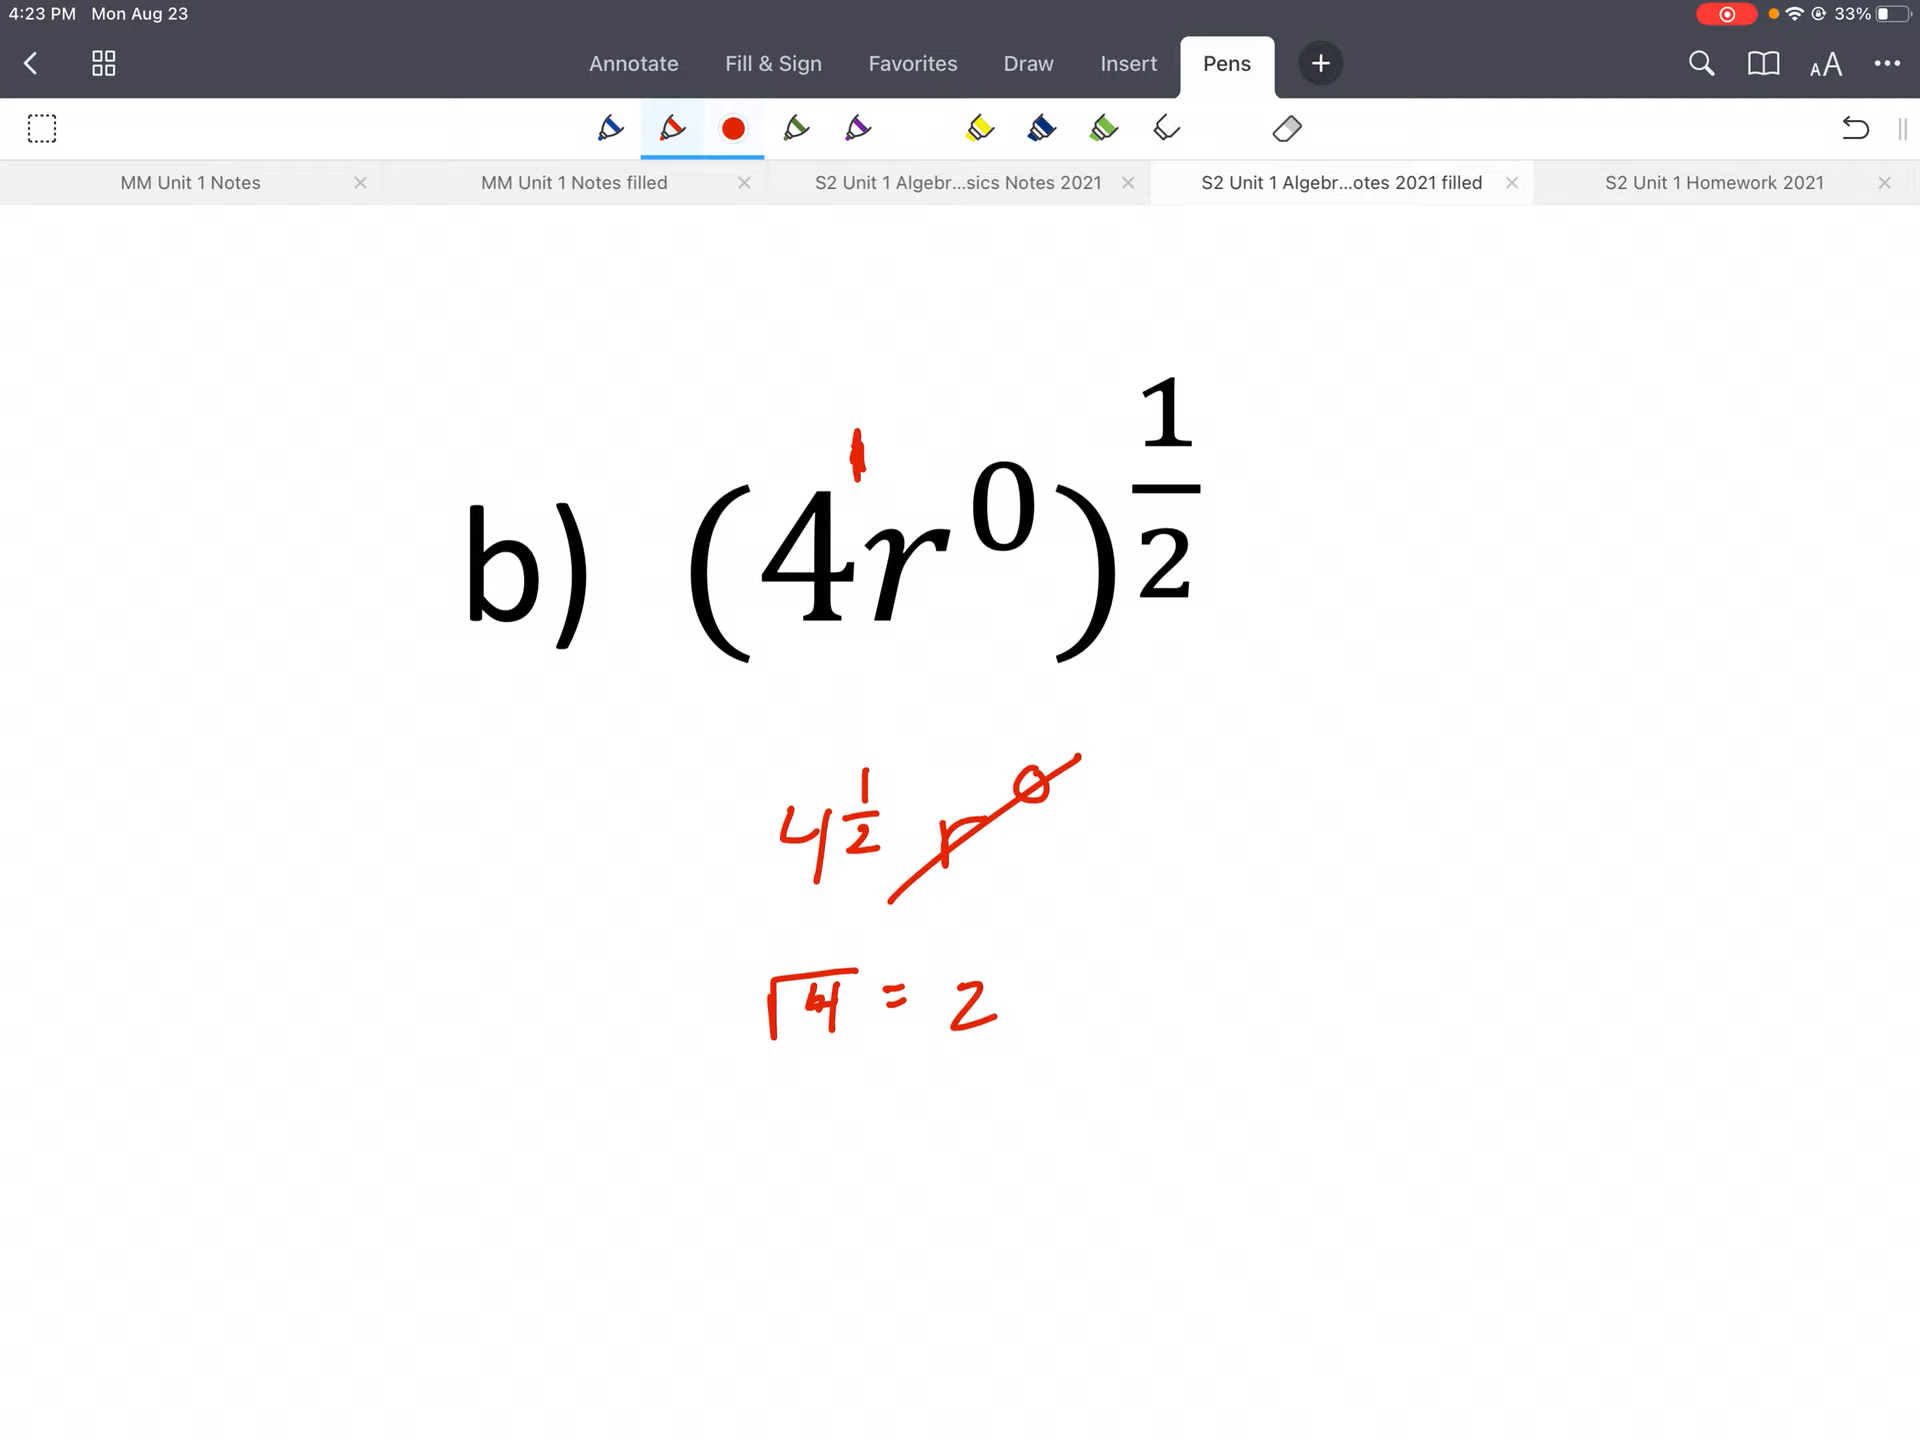 4:23 PM Mon Aug 23 33%
Annotate Fill & Sign Favorites Draw Insert Pens
MM Unit 1 Notes MM Unit 1 Notes filled S2 Unit 1 Algebr...sics Notes 2021 S2 Unit 1 Algebr...otes 2021 filled S2 Unit 1 Homework 2021
1
b) (4r⁰)^(1/2)
4^(1/2) r⁰
√4 = 2